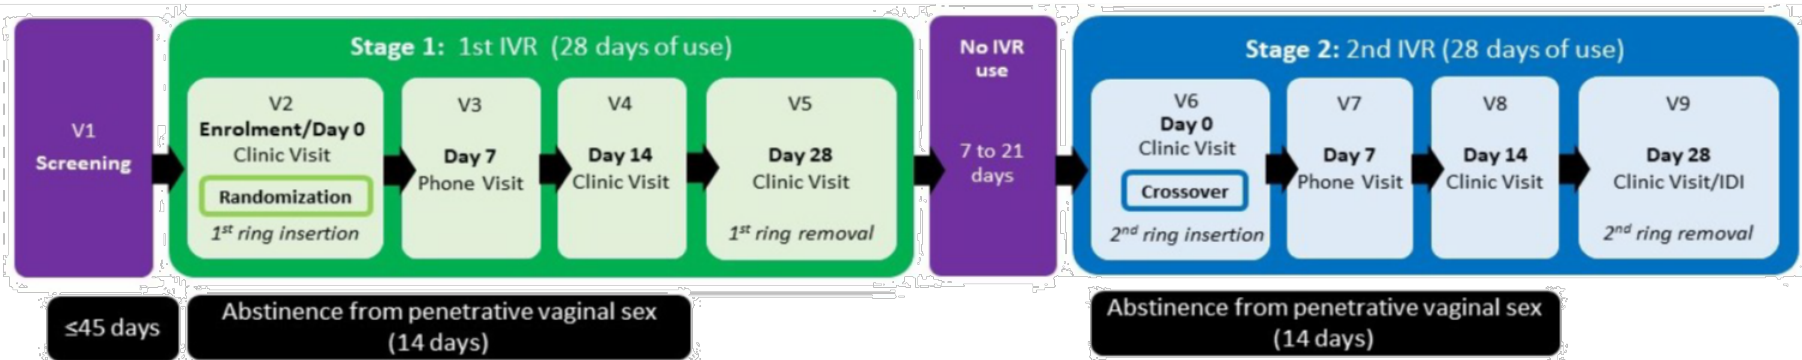 V1
Screening
Stage 1: 1st IVR (28 days of use)
V2
Enrolment/Day 0
Clinic Visit
Randomization
1st ring insertion
V3
Day 7
Phone Visit
V4
Day 14
Clinic Visit
V5
Day 28
Clinic Visit
1st ring removal
No IVR
use
7 to 21
days
Stage 2: 2nd IVR (28 days of use)
V6
Day 0
Clinic Visit
Crossover
2nd ring insertion
V7
Day 7
Phone Visit
V8
Day 14
Clinic Visit
V9
Day 28
Clinic Visit/IDI
2nd ring removal
≤45 days
Abstinence from penetrative vaginal sex
(14 days)
Abstinence from penetrative vaginal sex
(14 days)